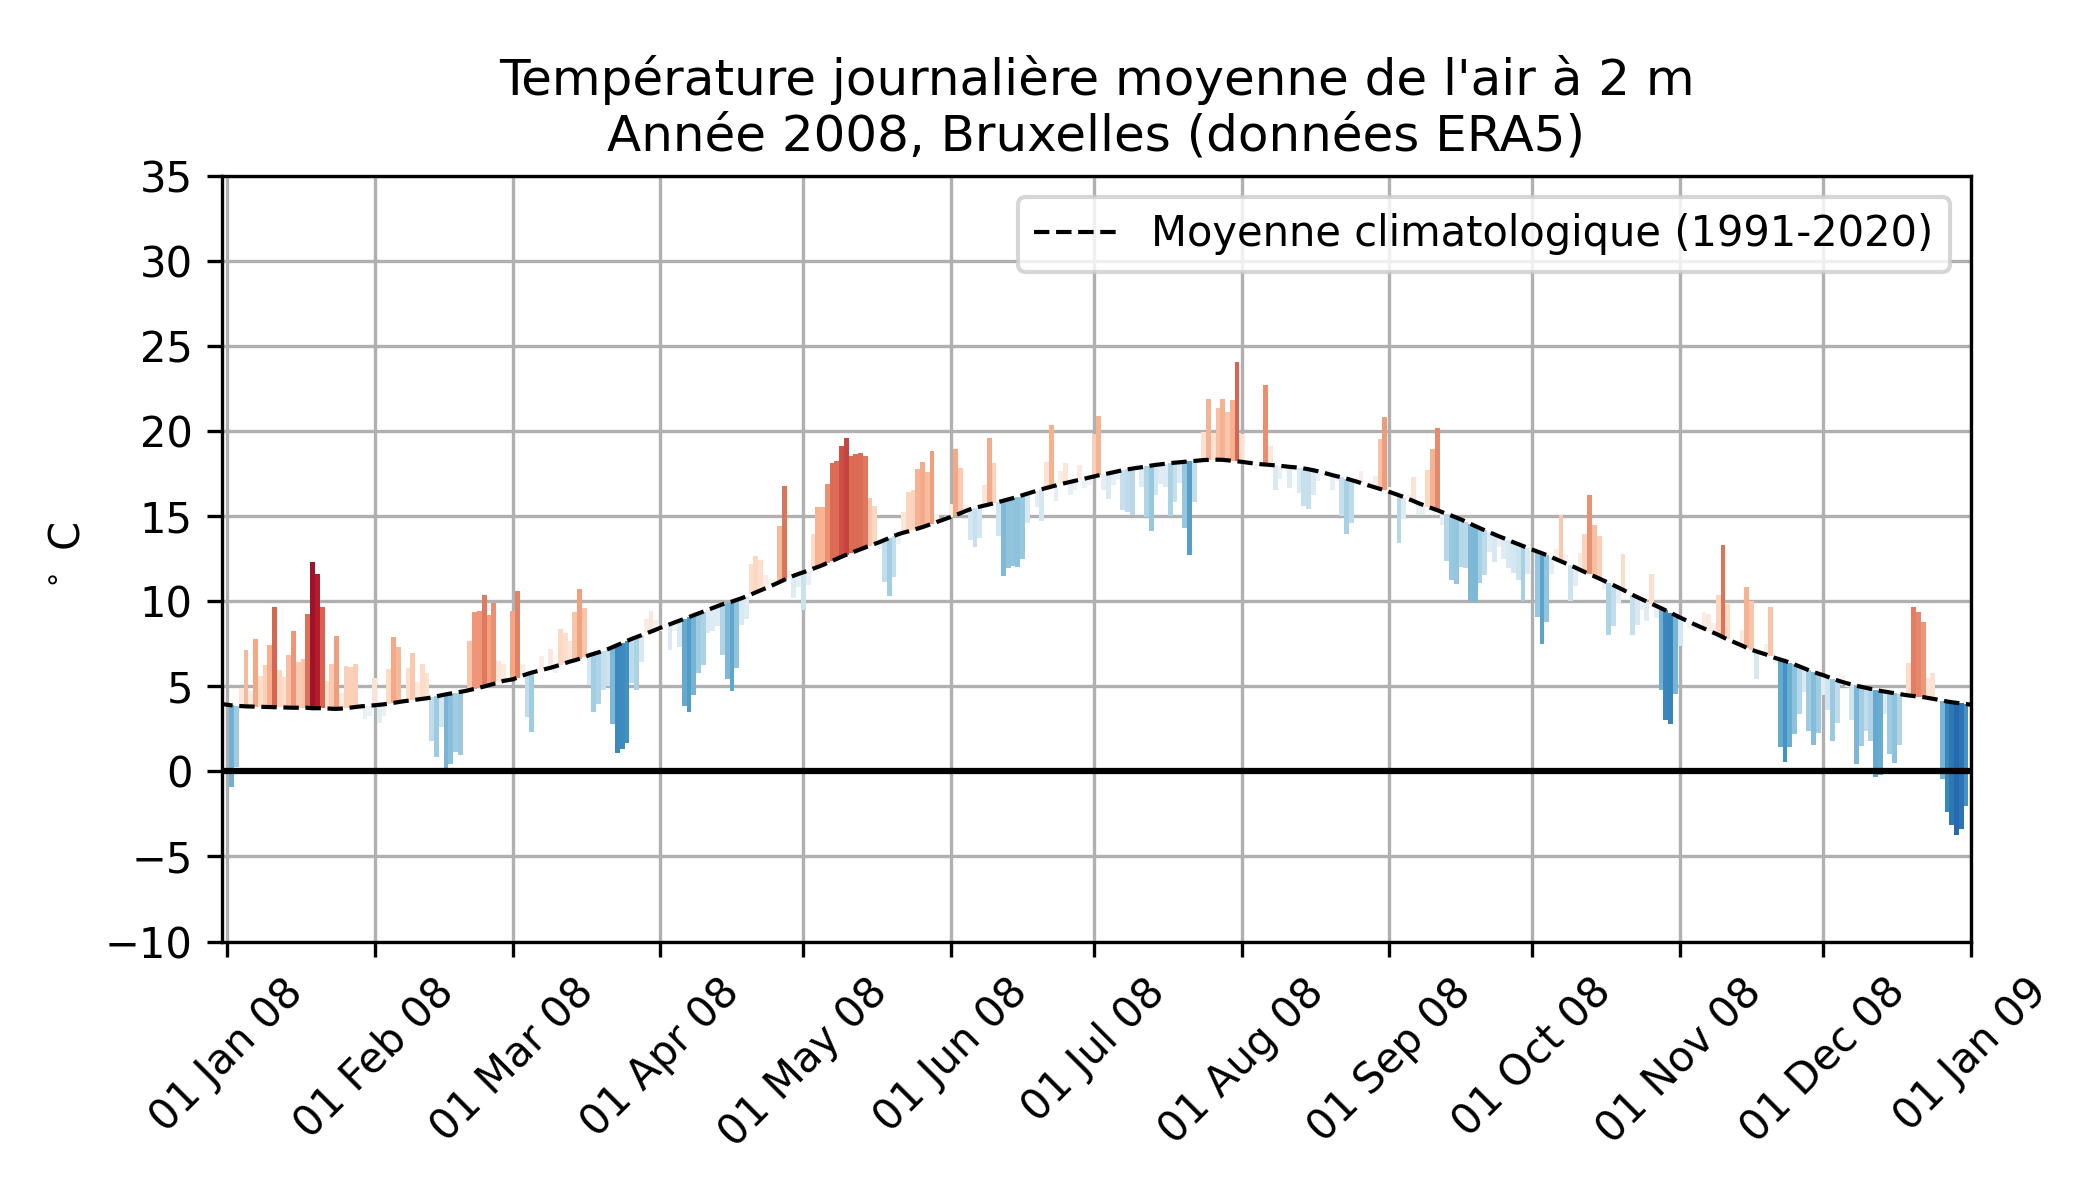 Température journalière moyenne de l'air à 2 m
Année 2008, Bruxelles (données ERA5)
Moyenne climatologique (1991-2020)
° C
35
30
25
20
15
10
5
0
−5
−10
01 Jan 08
01 Feb 08
01 Mar 08
01 Apr 08
01 May 08
01 Jun 08
01 Jul 08
01 Aug 08
01 Sep 08
01 Oct 08
01 Nov 08
01 Dec 08
01 Jan 09